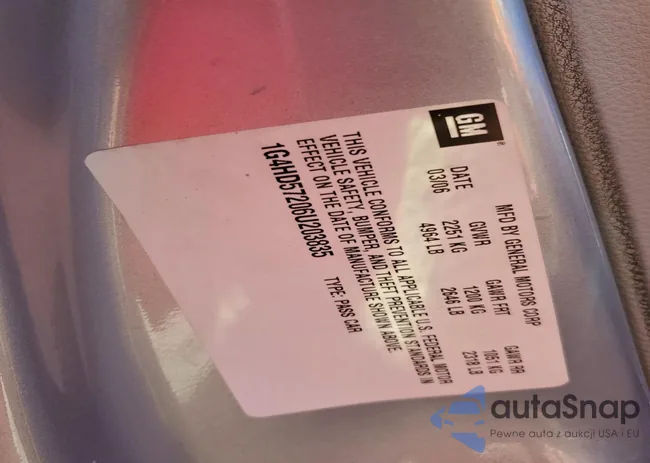 GM
MFD BY GENERAL MOTORS CORP
DATE GVWR GAWR FRT GAWR RR
03/06 2251 KG 1200 KG 1051 KG
4964 LB 2646 LB 2318 LB
THIS VEHICLE CONFORMS TO ALL APPLICABLE U.S. FEDERAL MOTOR
VEHICLE SAFETY, BUMPER, AND THEFT PREVENTION STANDARDS IN
EFFECT ON THE DATE OF MANUFACTURE SHOWN ABOVE.
1G4HD57206U203835 TYPE: PASS CAR
autaSnap
Pewne auta z aukcji USA i EU